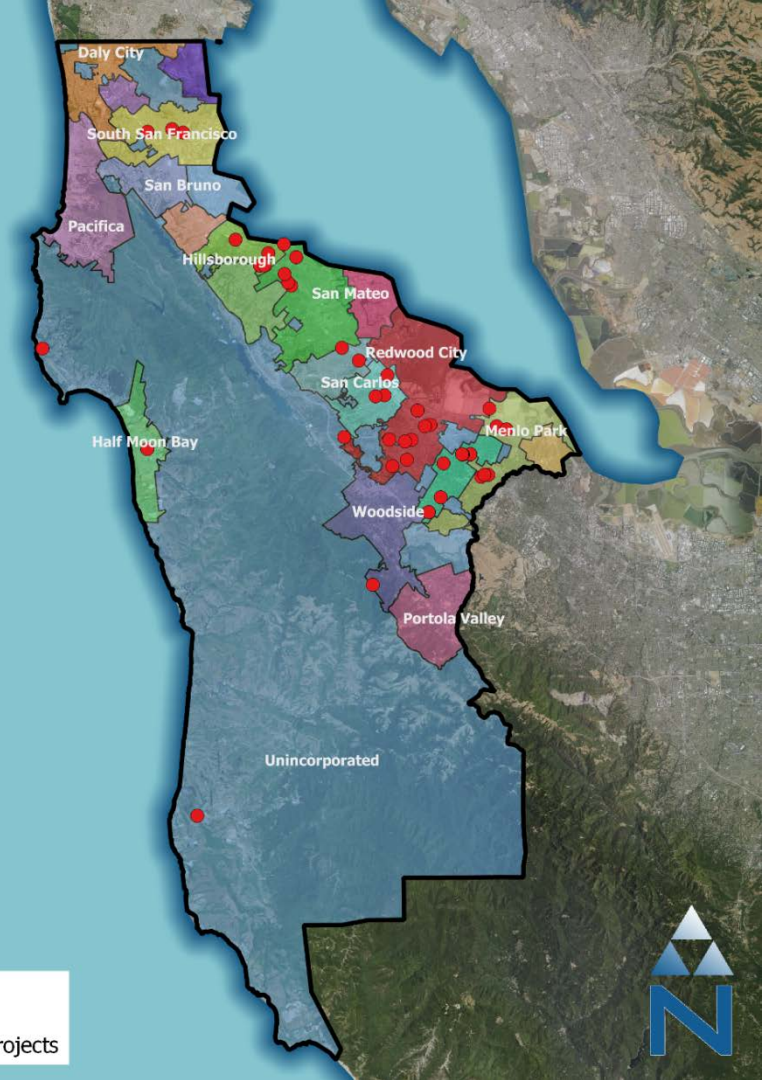 Daly City
South San Francisco
San Bruno
Pacifica
Hillsborough
San Mateo
Redwood City
San Carlos
Menlo Park
Half Moon Bay
Woodside
Portola Valley
Unincorporated
N
rojects